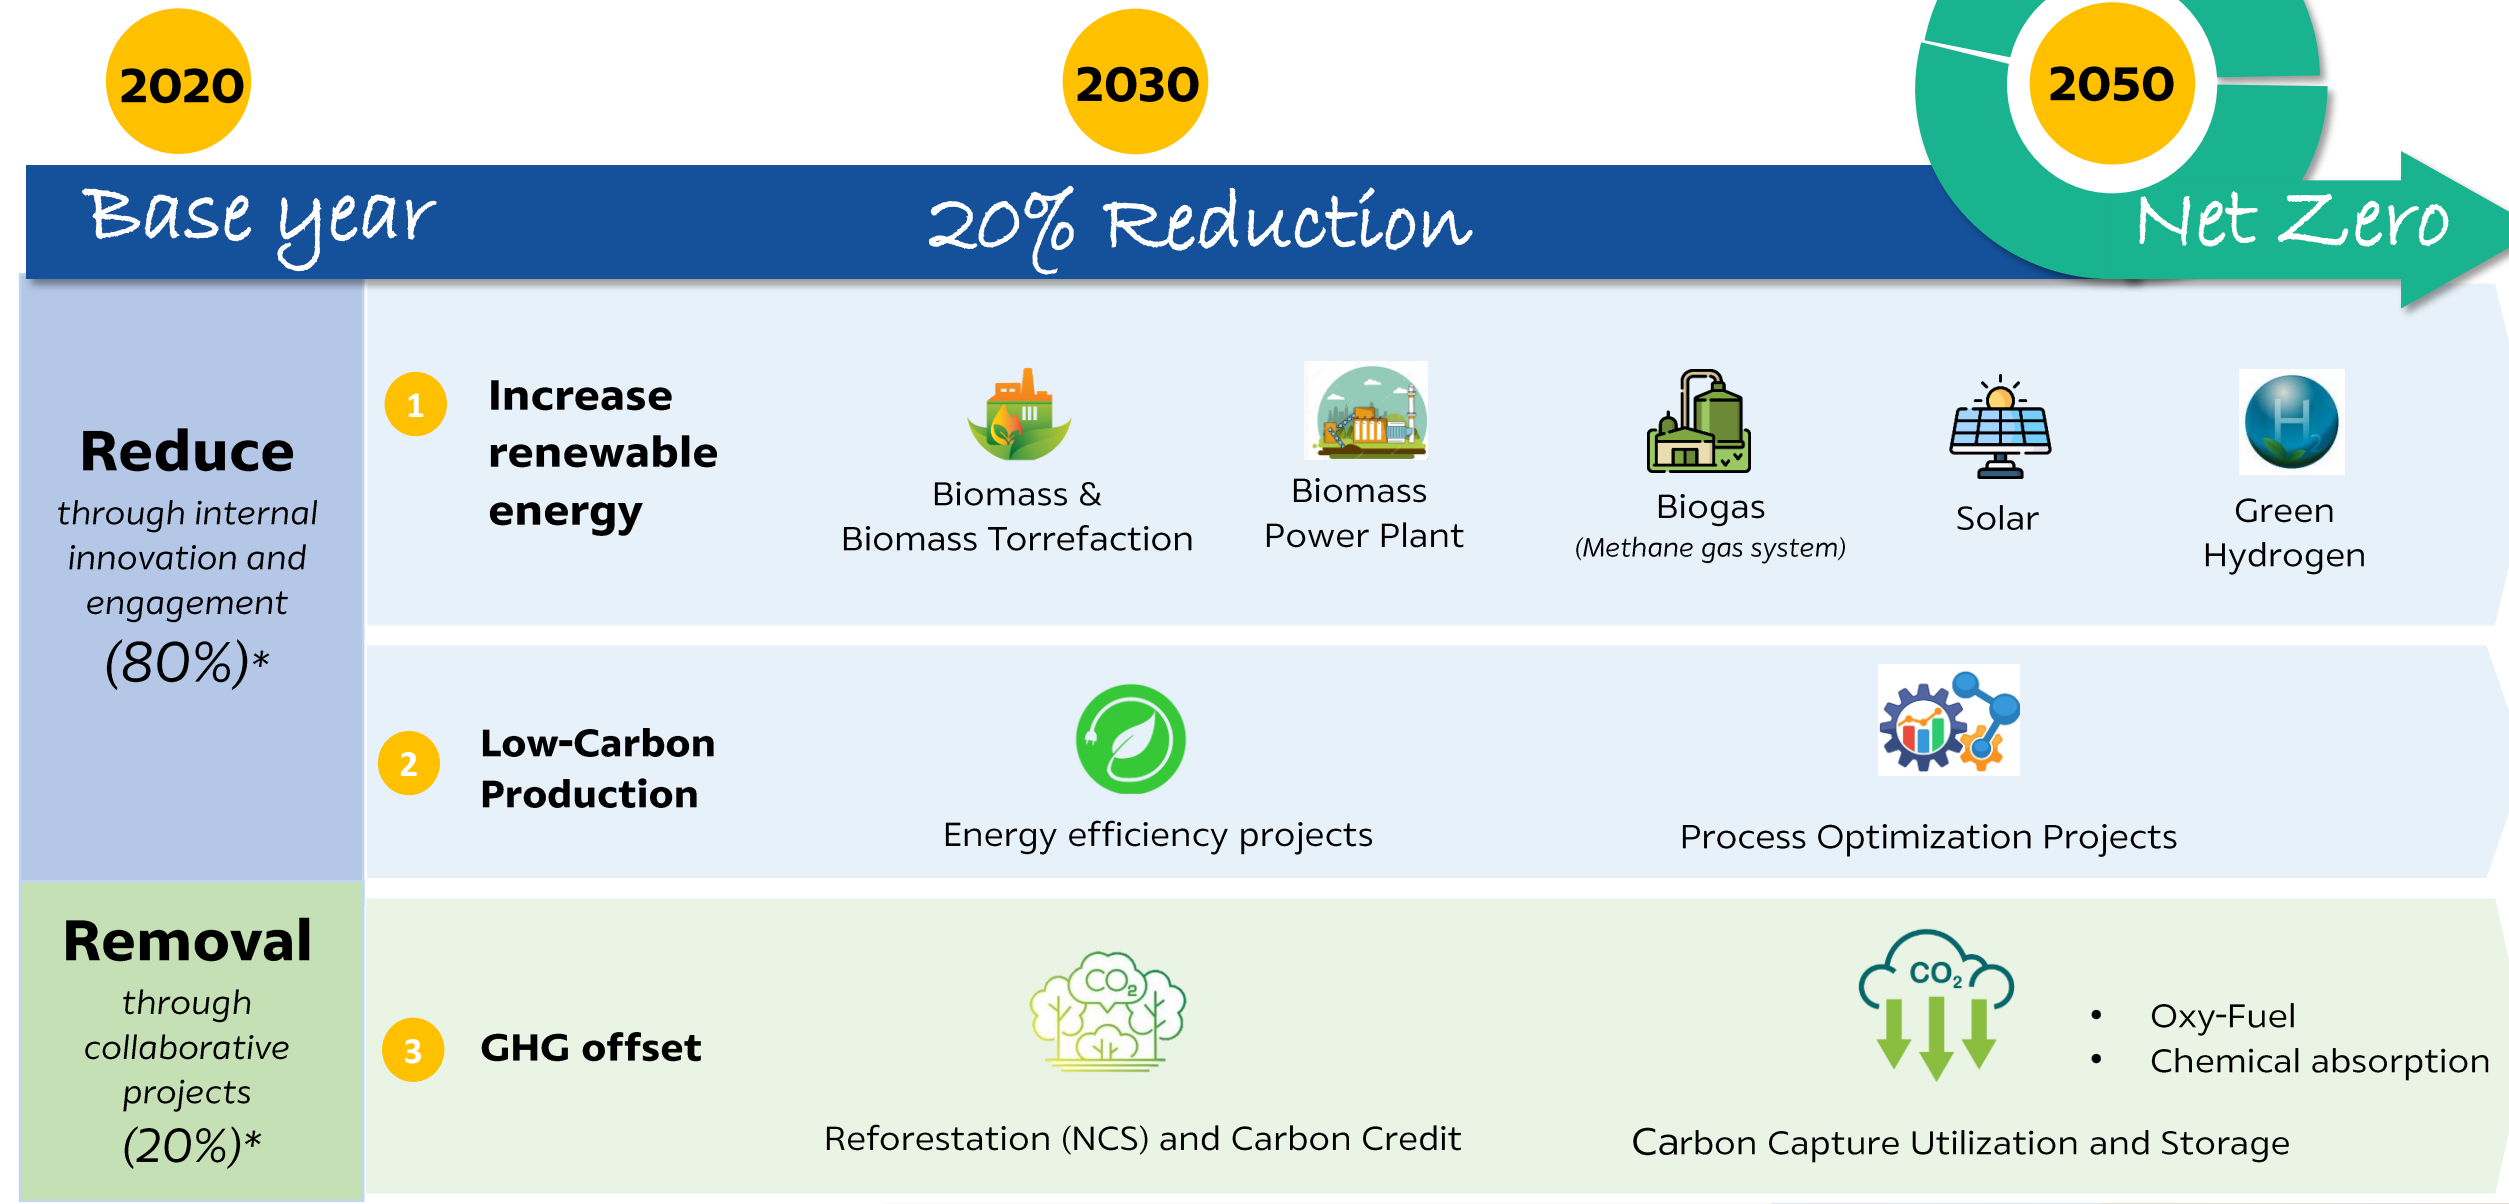 2020
2030
2050
Base year
20% Reduction
Net Zero
Reduce
through internal
innovation and
engagement
(80%)*
1
Increase
renewable
energy
Biomass &
Biomass Torrefaction
Biomass
Power Plant
Biogas
(Methane gas system)
Solar
H
Green
Hydrogen
2
Low-Carbon
Production
Energy efficiency projects
Process Optimization Projects
Removal
through
collaborative
projects
(20%)*
3
GHG offset
CO2
Reforestation (NCS) and Carbon Credit
CO2
• Oxy-Fuel
• Chemical absorption
Carbon Capture Utilization and Storage